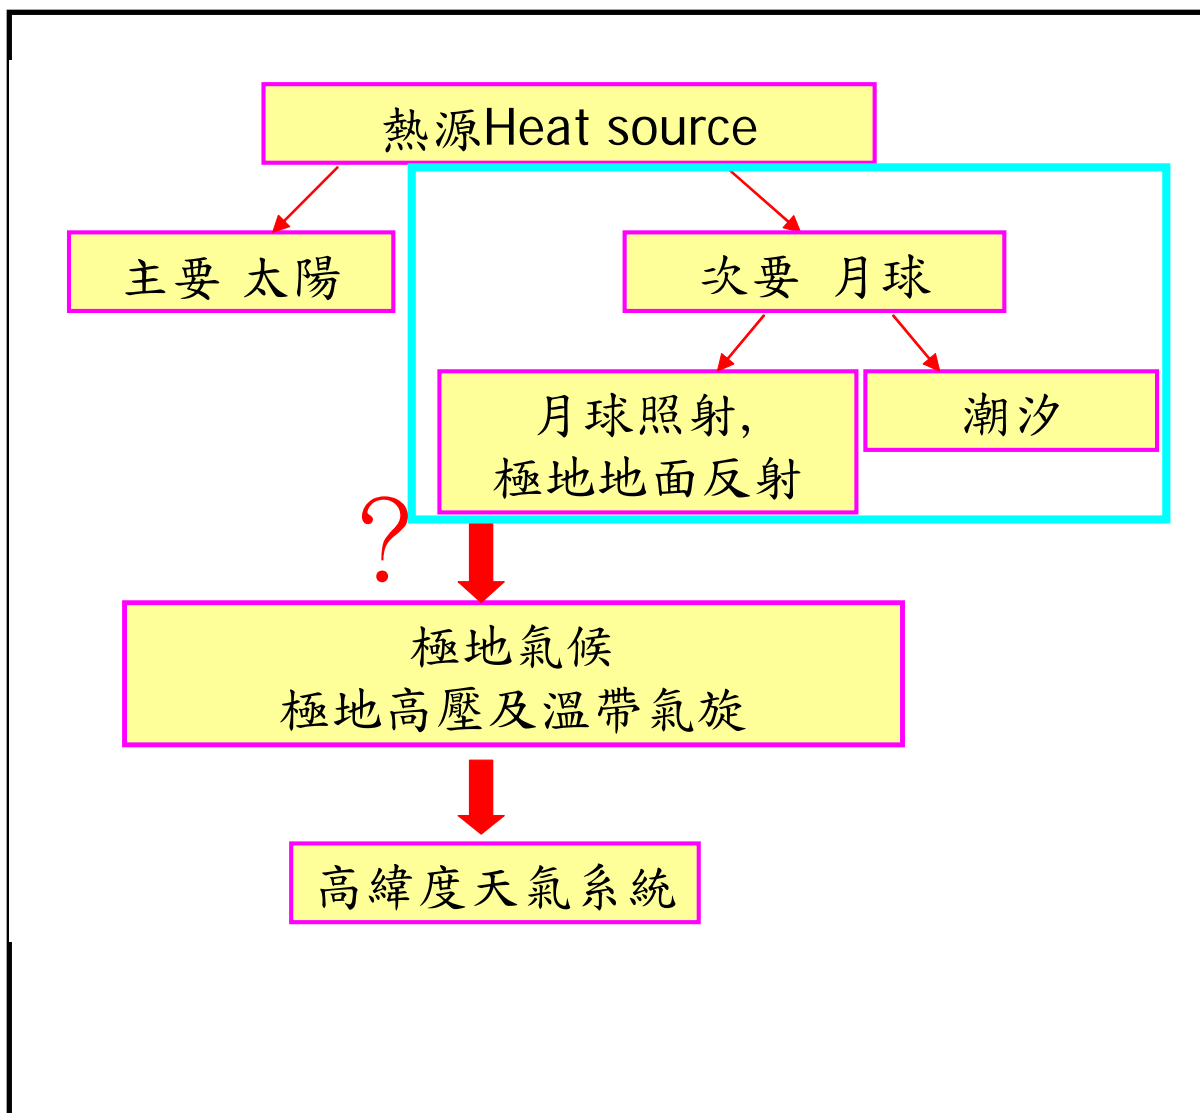 熱源Heat source
主要 太陽
次要 月球
月球照射,
極地地面反射
潮汐
?
極地氣候
極地高壓及溫帶氣旋
高緯度天氣系統